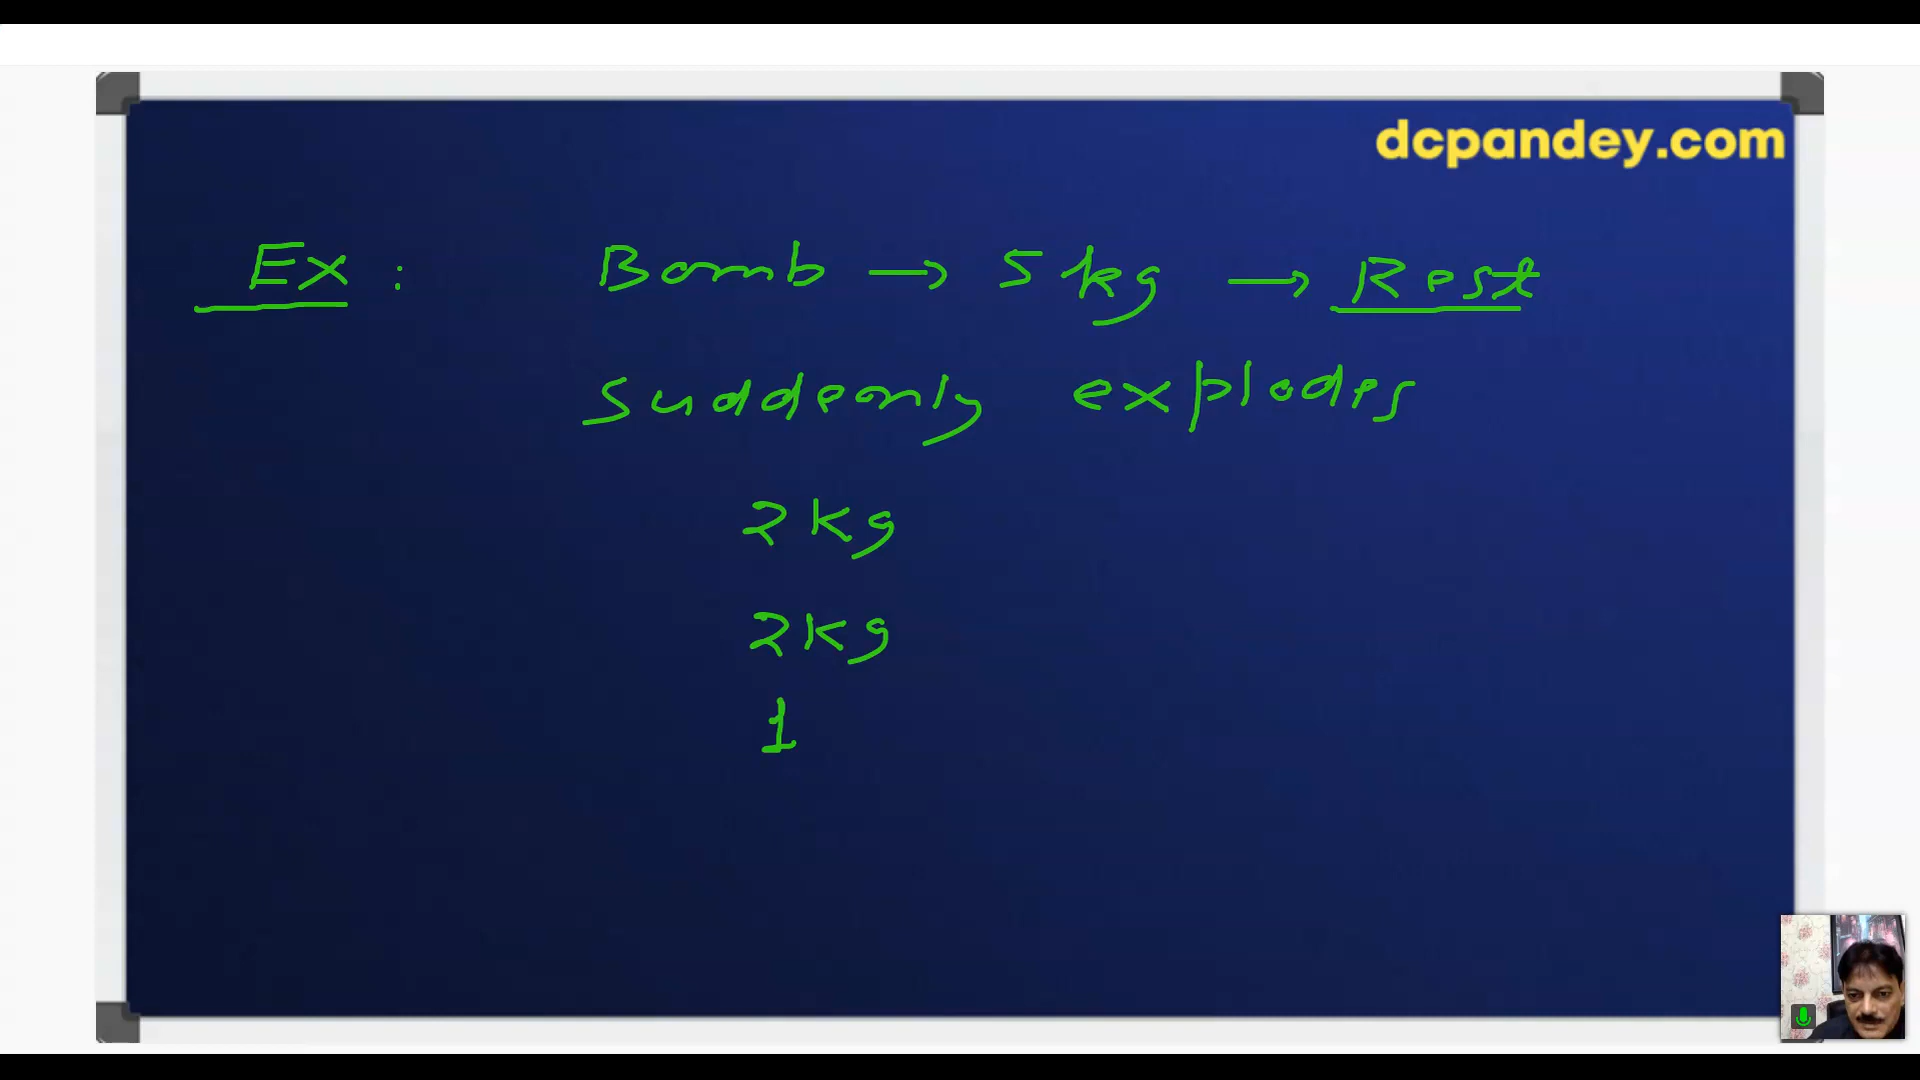 dcpandey.com
Ex : Bomb → 5 kg → Rest
Suddenly explodes
2 kg
2 kg
1